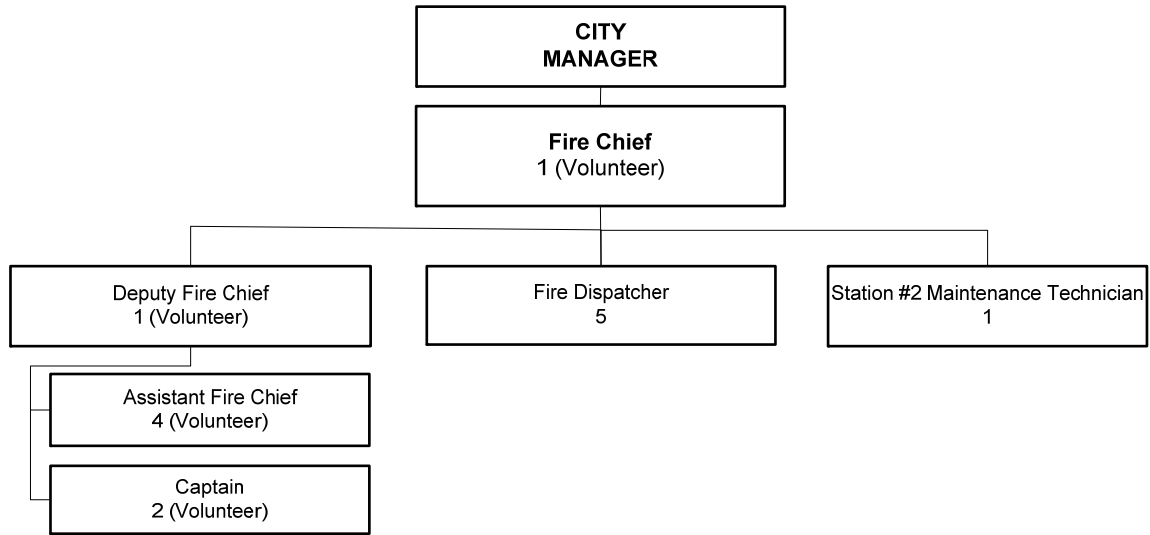 CITY
MANAGER
Fire Chief
1 (Volunteer)
Deputy Fire Chief
1 (Volunteer)
Fire Dispatcher
5
Station #2 Maintenance Technician
1
Assistant Fire Chief
4 (Volunteer)
Captain
2 (Volunteer)